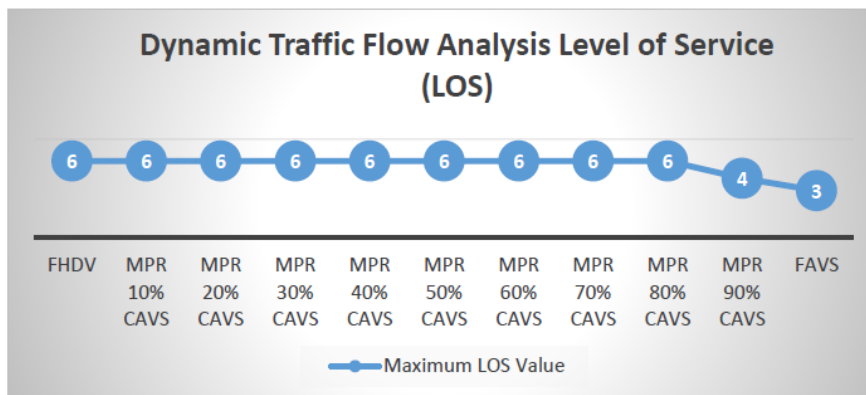 Dynamic Traffic Flow Analysis Level of Service
(LOS)
6 6 6 6 6 6 6 6 6 4 3
FHDV MPR MPR MPR MPR MPR MPR MPR MPR MPR FAVS
10% 20% 30% 40% 50% 60% 70% 80% 90%
CAVS CAVS CAVS CAVS CAVS CAVS CAVS CAVS CAVS
Maximum LOS Value